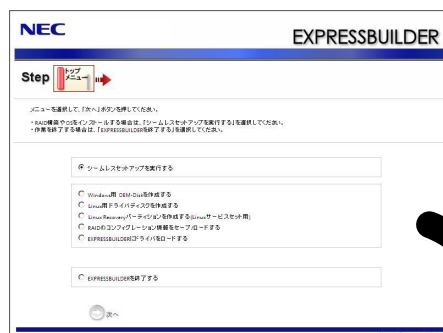 NEC
EXPRESSBUILDER
Step トップ
メニュー
メニューを選択して、「次へ」ボタンを押してください。
・RAID構築やOSをインストールする場合は、「シームレスセットアップを実行する」を選択してください。
・作業を終了する場合は、「EXPRESSBUILDERを終了する」を選択してください。
シームレスセットアップを実行する
Windows用 OEM-Diskを作成する
Linux用ドライバディスクを作成する
Linux Recoveryパーティションを作成する(Linuxサービスセット用)
RAIDのコンフィグレーション情報をセーブ/ロードする
EXPRESSBUILDERにドライバをロードする
EXPRESSBUILDERを終了する
次へ